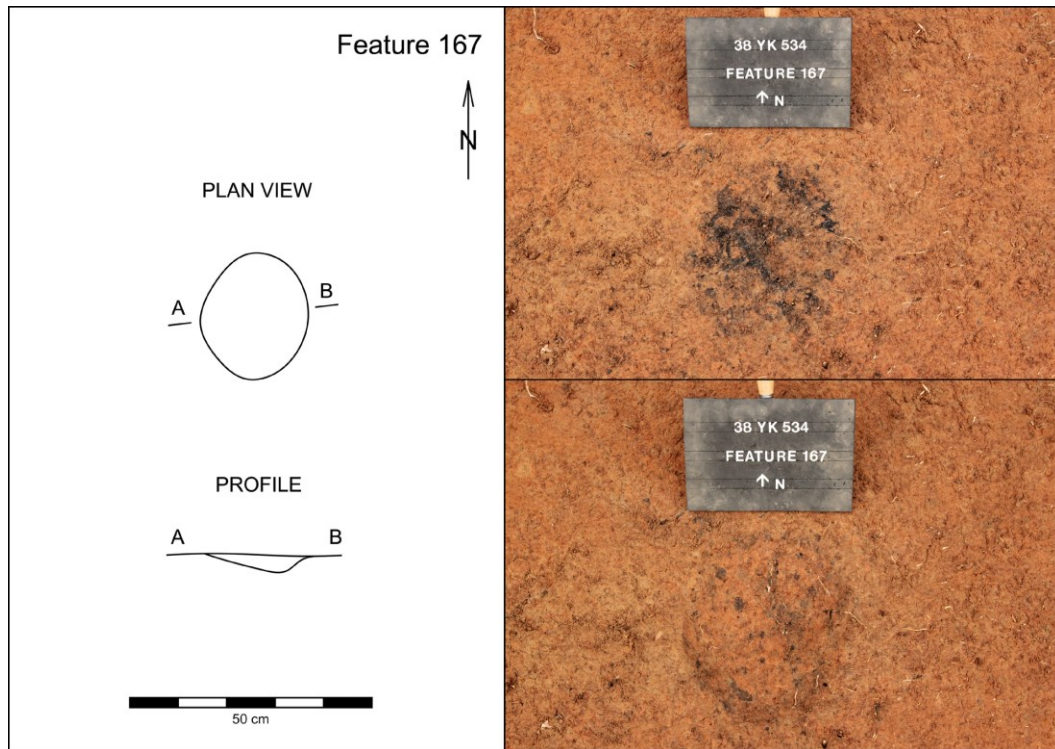 Feature 167
N
PLAN VIEW
A
B
PROFILE
A
B
50 cm
38 YK 534
FEATURE 167
↑ N
38 YK 534
FEATURE 167
↑ N